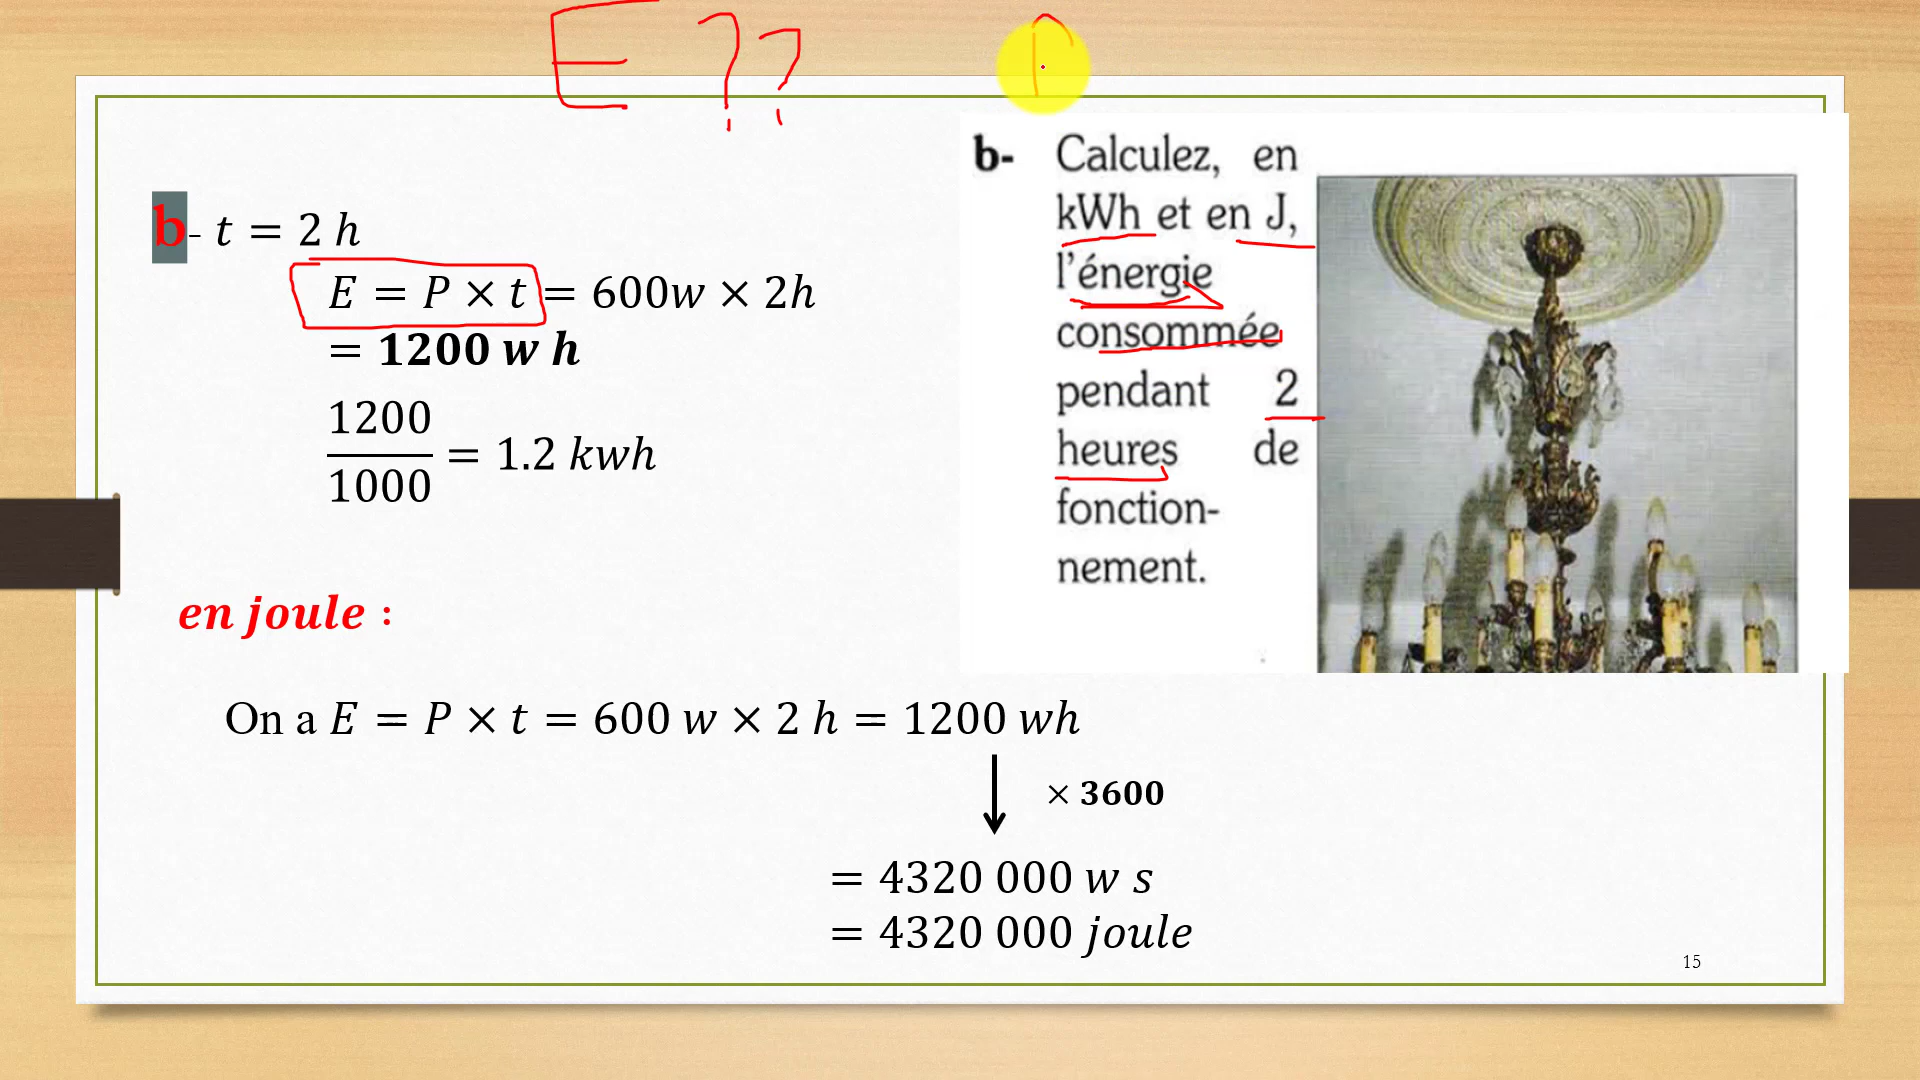 E ??
b- t = 2 h
E = P × t = 600w × 2h
= 1200 w h
1200
1000
= 1.2 kwh
en joule :
On a E = P × t = 600 w × 2 h = 1200 wh
× 3600
= 4320 000 w s
= 4320 000 joule
b- Calculez, en
kWh et en J,
l'énergie
consommée
pendant 2
heures de
fonction-
nement.
15